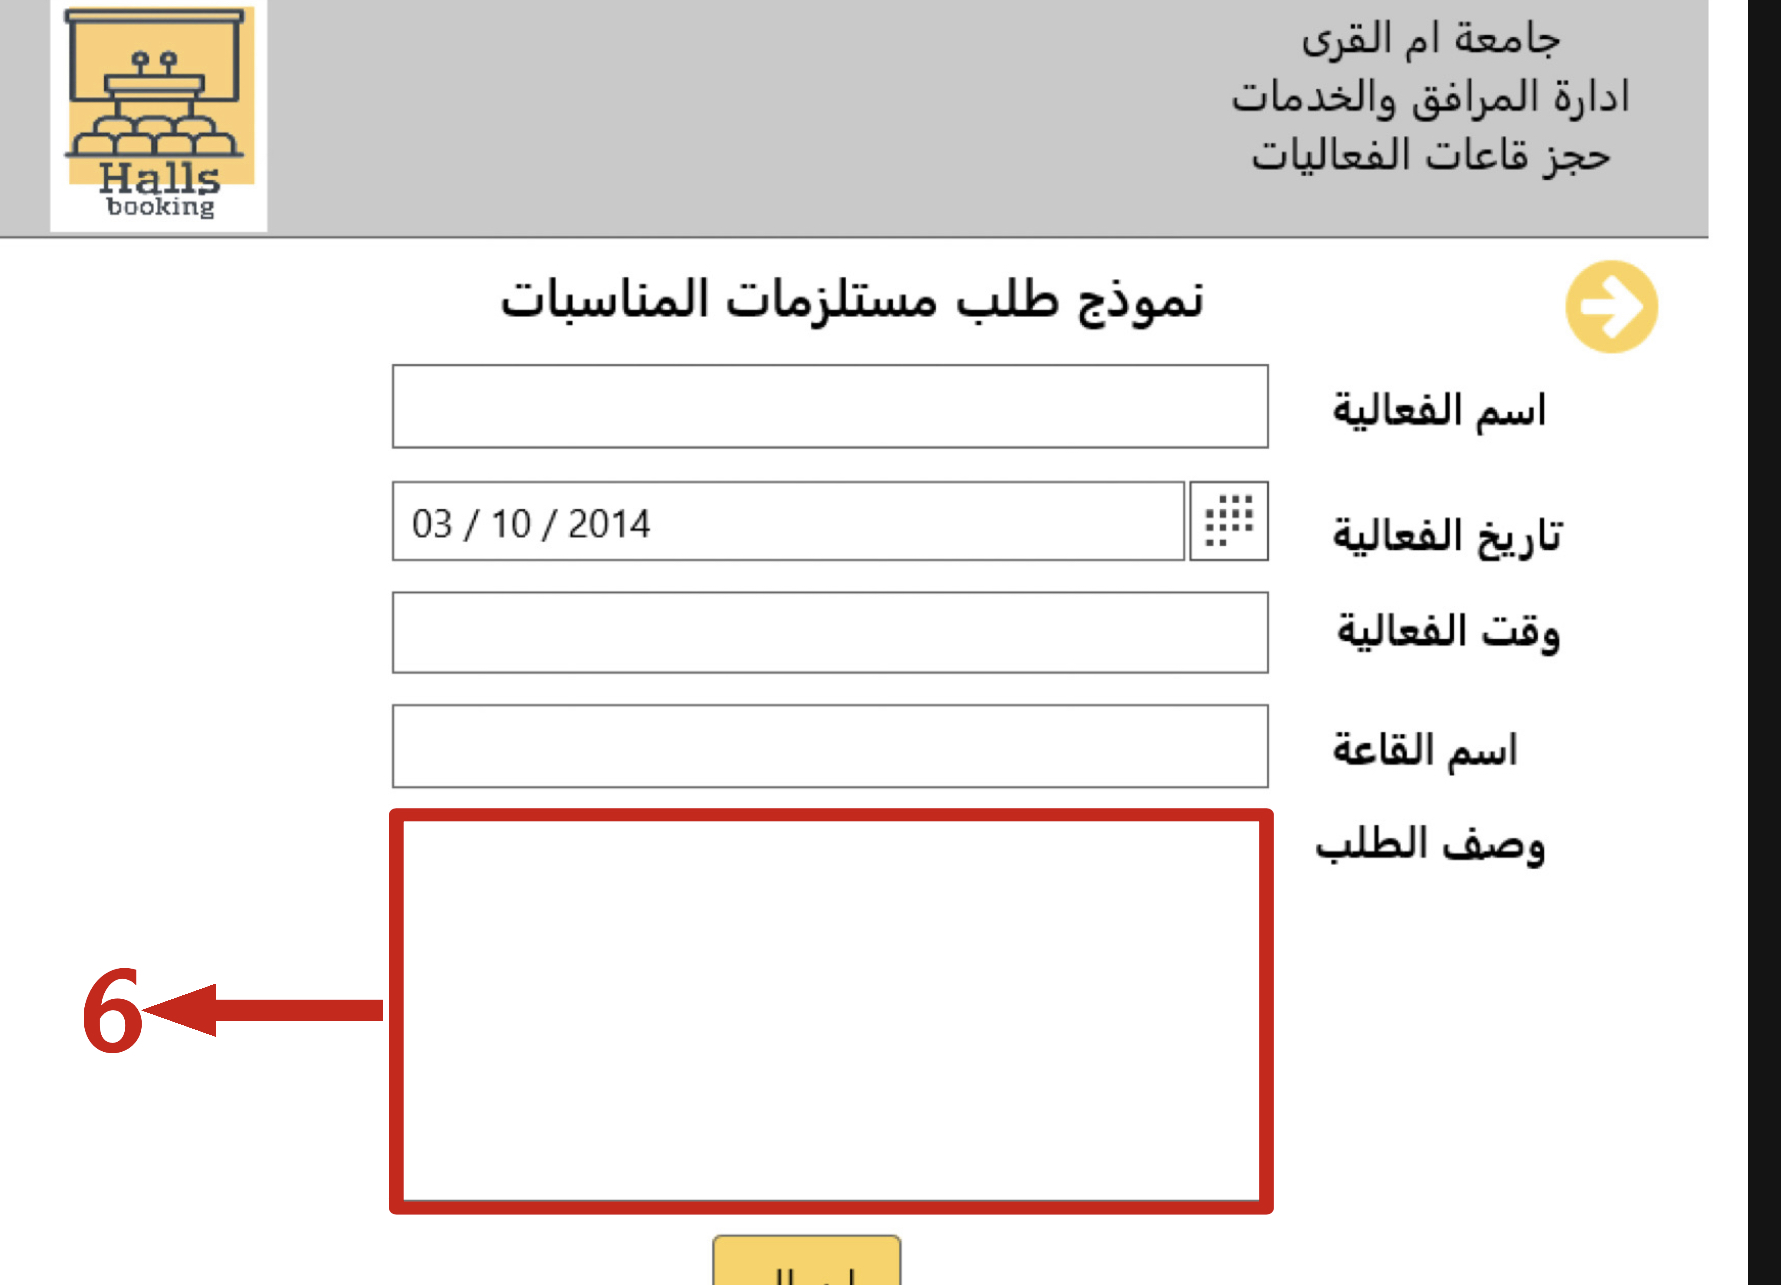 جامعة ام القرى
ادارة المرافق والخدمات
حجز قاعات الفعاليات
Halls
booking
نموذج طلب مستلزمات المناسبات
اسم الفعالية
تاريخ الفعالية
03 / 10 / 2014
وقت الفعالية
اسم القاعة
وصف الطلب
6